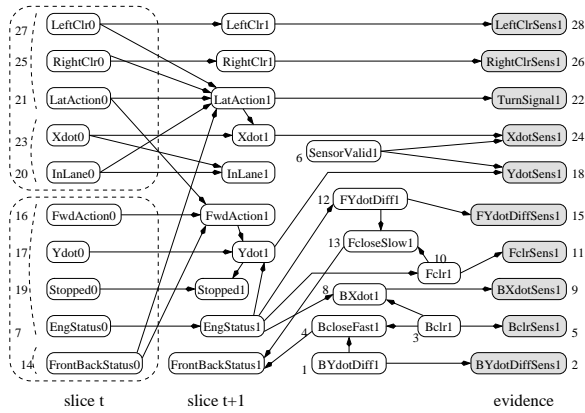 27 LeftClr0 LeftClr1 LeftClrSens1 28
25 RightClr0 RightClr1 RightClrSens1 26
21 LatAction0 LatAction1 TurnSignal1 22
23 Xdot0 Xdot1 XdotSens1 24
6 SensorValid1
20 InLane0 InLane1 YdotSens1 18
16 FwdAction0 FwdAction1 12 FYdotDiff1 FYdotDiffSens1 15
17 Ydot0 Ydot1 13 FcloseSlow1 10 Fclr1 FclrSens1 11
19 Stopped0 Stopped1 8 BXdot1 BXdotSens1 9
7 EngStatus0 EngStatus1 4 BcloseFast1 3 Bclr1 BclrSens1 5
14 FrontBackStatus0 FrontBackStatus1 1 BYdotDiff1 BYdotDiffSens1 2
slice t slice t+1 evidence